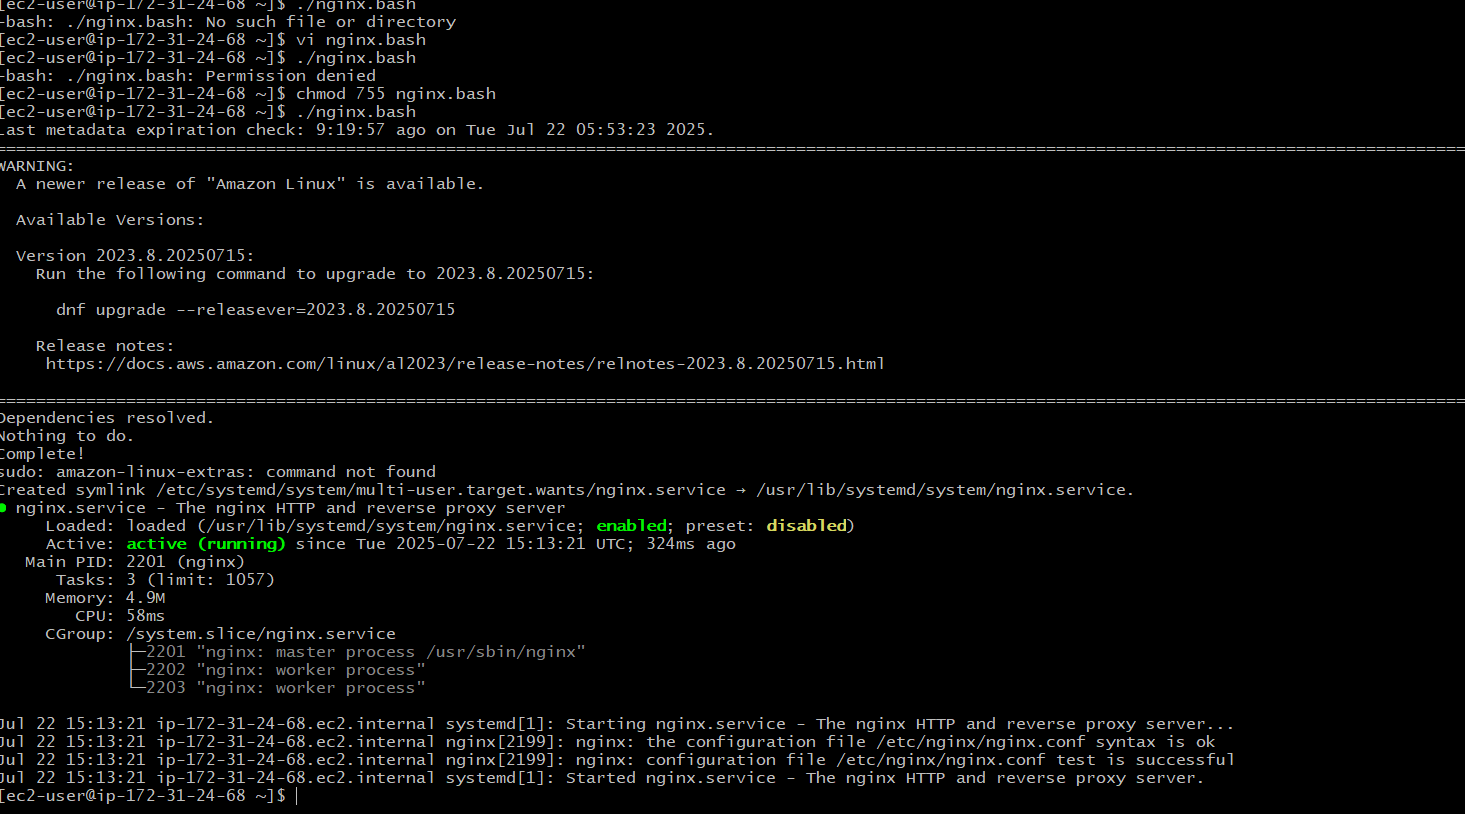 [ec2-user@ip-172-31-24-68 ~]$ ./nginx.bash
-bash: ./nginx.bash: No such file or directory
[ec2-user@ip-172-31-24-68 ~]$ vi nginx.bash
[ec2-user@ip-172-31-24-68 ~]$ ./nginx.bash
-bash: ./nginx.bash: Permission denied
[ec2-user@ip-172-31-24-68 ~]$ chmod 755 nginx.bash
[ec2-user@ip-172-31-24-68 ~]$ ./nginx.bash
Last metadata expiration check: 9:19:57 ago on Tue Jul 22 05:53:23 2025.
================================================================================
WARNING:
  A newer release of "Amazon Linux" is available.
  Available Versions:
  Version 2023.8.20250715:
    Run the following command to upgrade to 2023.8.20250715:
      dnf upgrade --releasever=2023.8.20250715
    Release notes:
     https://docs.aws.amazon.com/linux/al2023/release-notes/relnotes-2023.8.20250715.html
================================================================================
Dependencies resolved.
Nothing to do.
Complete!
sudo: amazon-linux-extras: command not found
Created symlink /etc/systemd/system/multi-user.target.wants/nginx.service → /usr/lib/systemd/system/nginx.service.
● nginx.service - The nginx HTTP and reverse proxy server
     Loaded: loaded (/usr/lib/systemd/system/nginx.service; enabled; preset: disabled)
     Active: active (running) since Tue 2025-07-22 15:13:21 UTC; 324ms ago
   Main PID: 2201 (nginx)
      Tasks: 3 (limit: 1057)
     Memory: 4.9M
        CPU: 58ms
     CGroup: /system.slice/nginx.service
             ├─2201 "nginx: master process /usr/sbin/nginx"
             ├─2202 "nginx: worker process"
             └─2203 "nginx: worker process"
Jul 22 15:13:21 ip-172-31-24-68.ec2.internal systemd[1]: Starting nginx.service - The nginx HTTP and reverse proxy server...
Jul 22 15:13:21 ip-172-31-24-68.ec2.internal nginx[2199]: nginx: the configuration file /etc/nginx/nginx.conf syntax is ok
Jul 22 15:13:21 ip-172-31-24-68.ec2.internal nginx[2199]: nginx: configuration file /etc/nginx/nginx.conf test is successful
Jul 22 15:13:21 ip-172-31-24-68.ec2.internal systemd[1]: Started nginx.service - The nginx HTTP and reverse proxy server.
[ec2-user@ip-172-31-24-68 ~]$